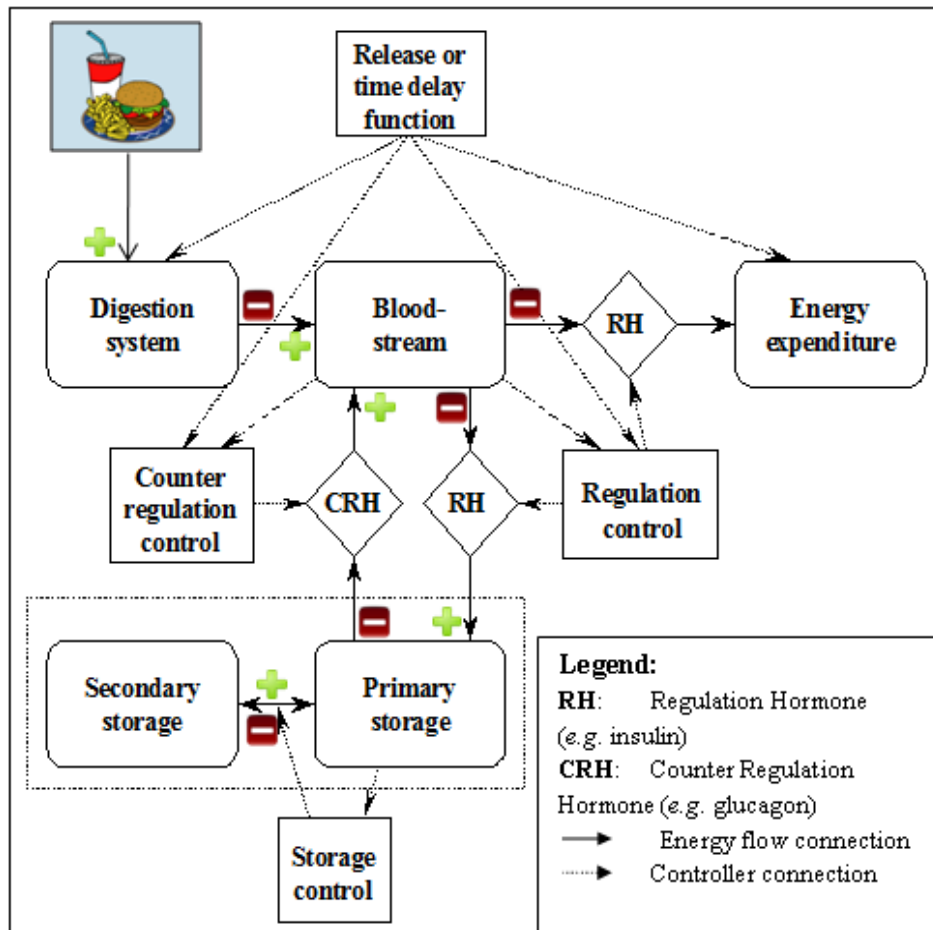 Release or
time delay
function
Digestion
system
Blood-
stream
RH
Energy
expenditure
Counter
regulation
control
CRH
RH
Regulation
control
Secondary
storage
Primary
storage
Storage
control
Legend:
RH: Regulation Hormone
(e.g. insulin)
CRH: Counter Regulation
Hormone (e.g. glucagon)
Energy flow connection
Controller connection